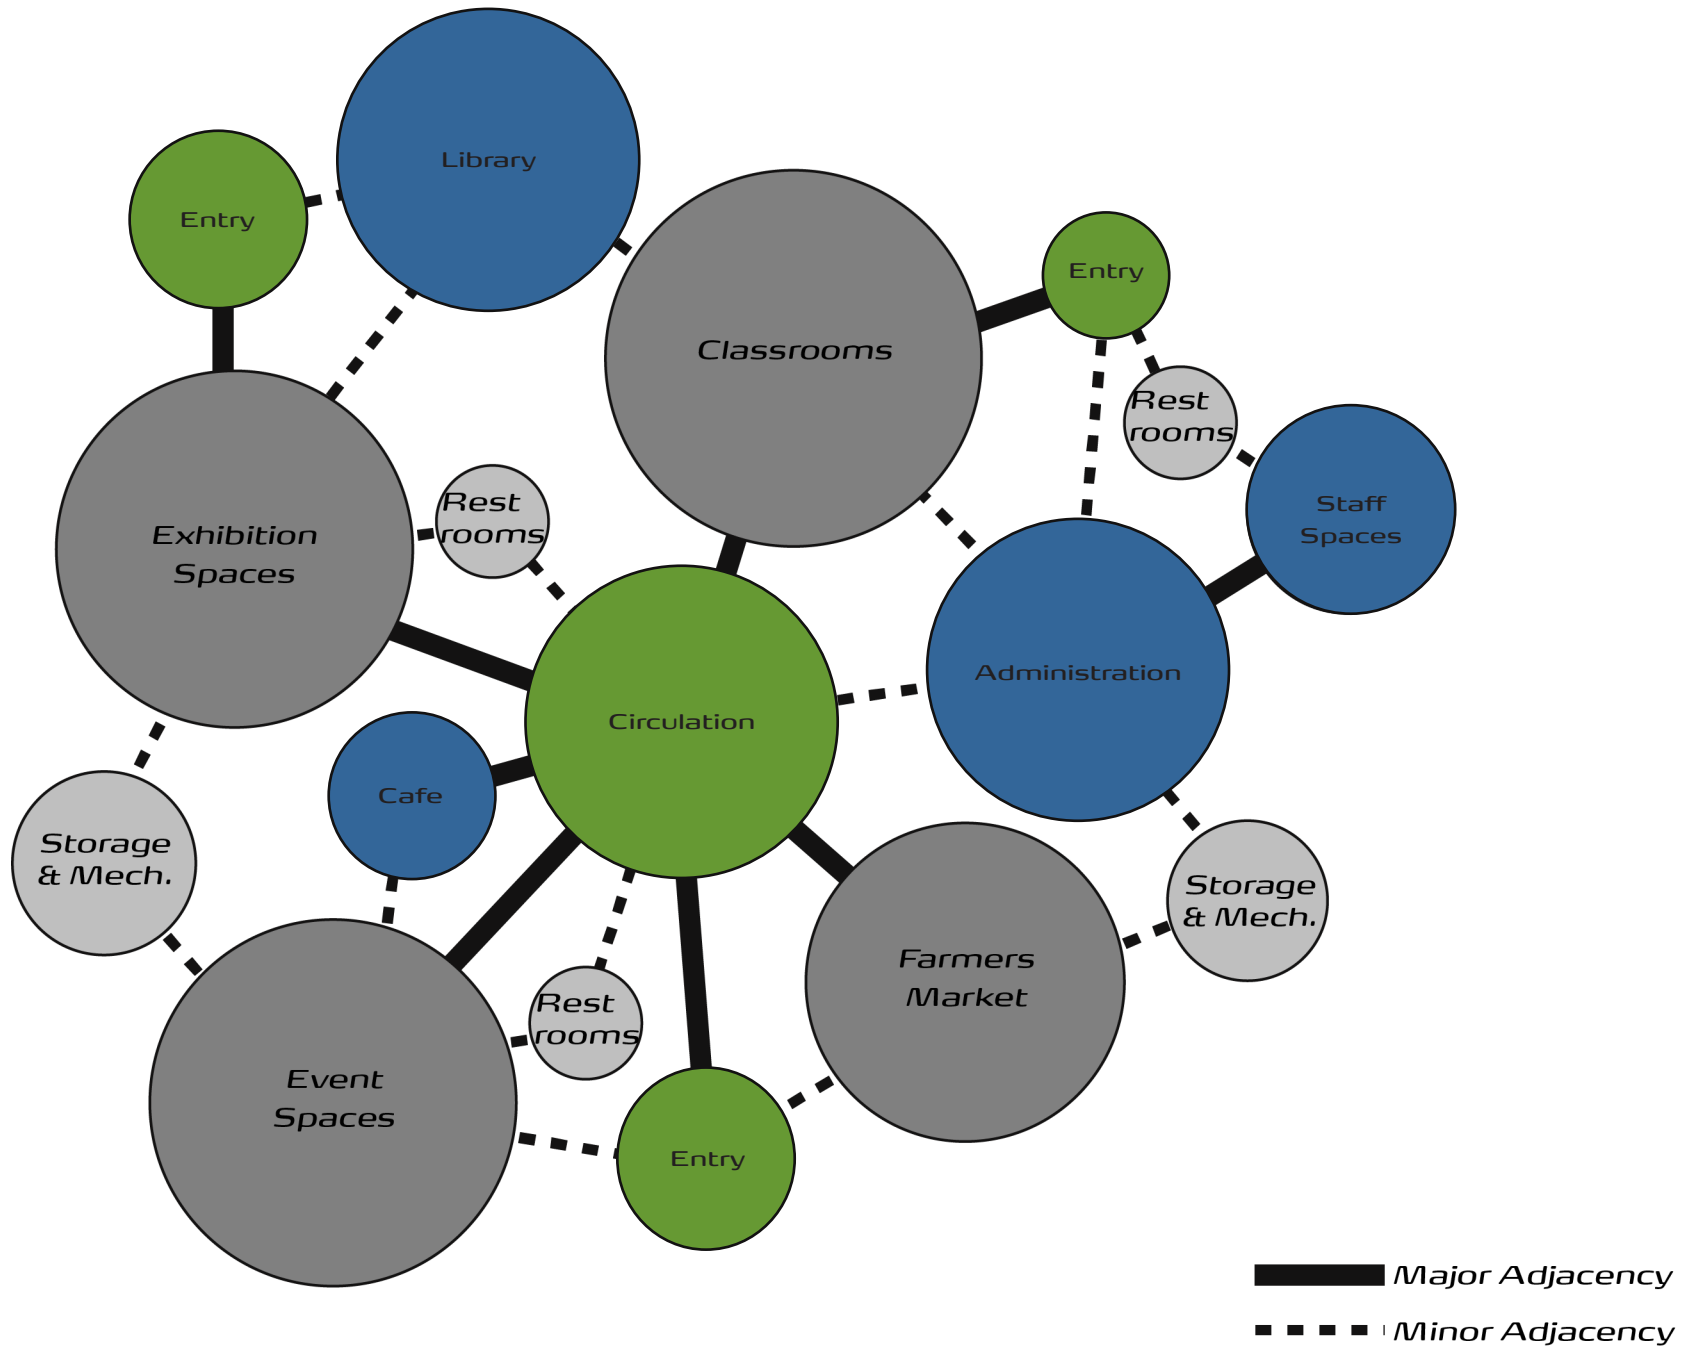 Library
Entry
Entry
Classrooms
Rest
rooms
Staff
Spaces
Rest
rooms
Exhibition
Spaces
Administration
Circulation
Cafe
Storage
& Mech.
Storage
& Mech.
Farmers
Market
Rest
rooms
Event
Spaces
Entry
Major Adjacency
Minor Adjacency